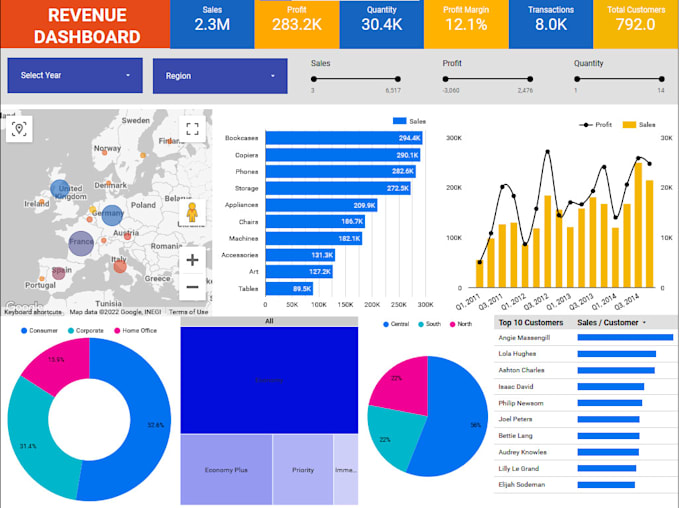 REVENUE
DASHBOARD
Sales
2.3M
Profit
283.2K
Quantity
30.4K
Profit Margin
12.1%
Transactions
8.0K
Total Customers
792.0
Select Year
Region
Sales
3
6,517
Profit
-3,060
2,476
Quantity
1
14
Sweden
Norway
Denmark
United
Kingdom
Ireland
Germany
Poland
Belaru
Austria
France
Romania
Italy
Spain
Portugal
Greece
Tunisia
Google
Keyboard shortcuts
Map data ©2022 Google, INEGI
Terms of Use
Sales
Bookcases
294.4K
Copiers
290.1K
Phones
282.6K
Storage
272.5K
Appliances
209.9K
Chairs
186.7K
Machines
182.1K
Accessories
131.3K
Art
127.2K
Tables
89.5K
0
50K
100K
150K
200K
250K
300K
Profit
Sales
300K
30K
200K
20K
100K
10K
0
0
Q1, 2011
Q3, 2011
Q1, 2012
Q3, 2012
Q1, 2013
Q3, 2013
Q1, 2014
Q3, 2014
Consumer
Corporate
Home Office
31.4%
All
Economy Plus
Priority
Imme...
Central
South
North
22%
22%
56%
Top 10 Customers
Sales / Customer
Angie Massengill
Lola Hughes
Ashton Charles
Isaac David
Philip Newsom
Joel Peters
Bettie Lang
Audrey Knowles
Lilly Le Grand
Elijah Sodeman